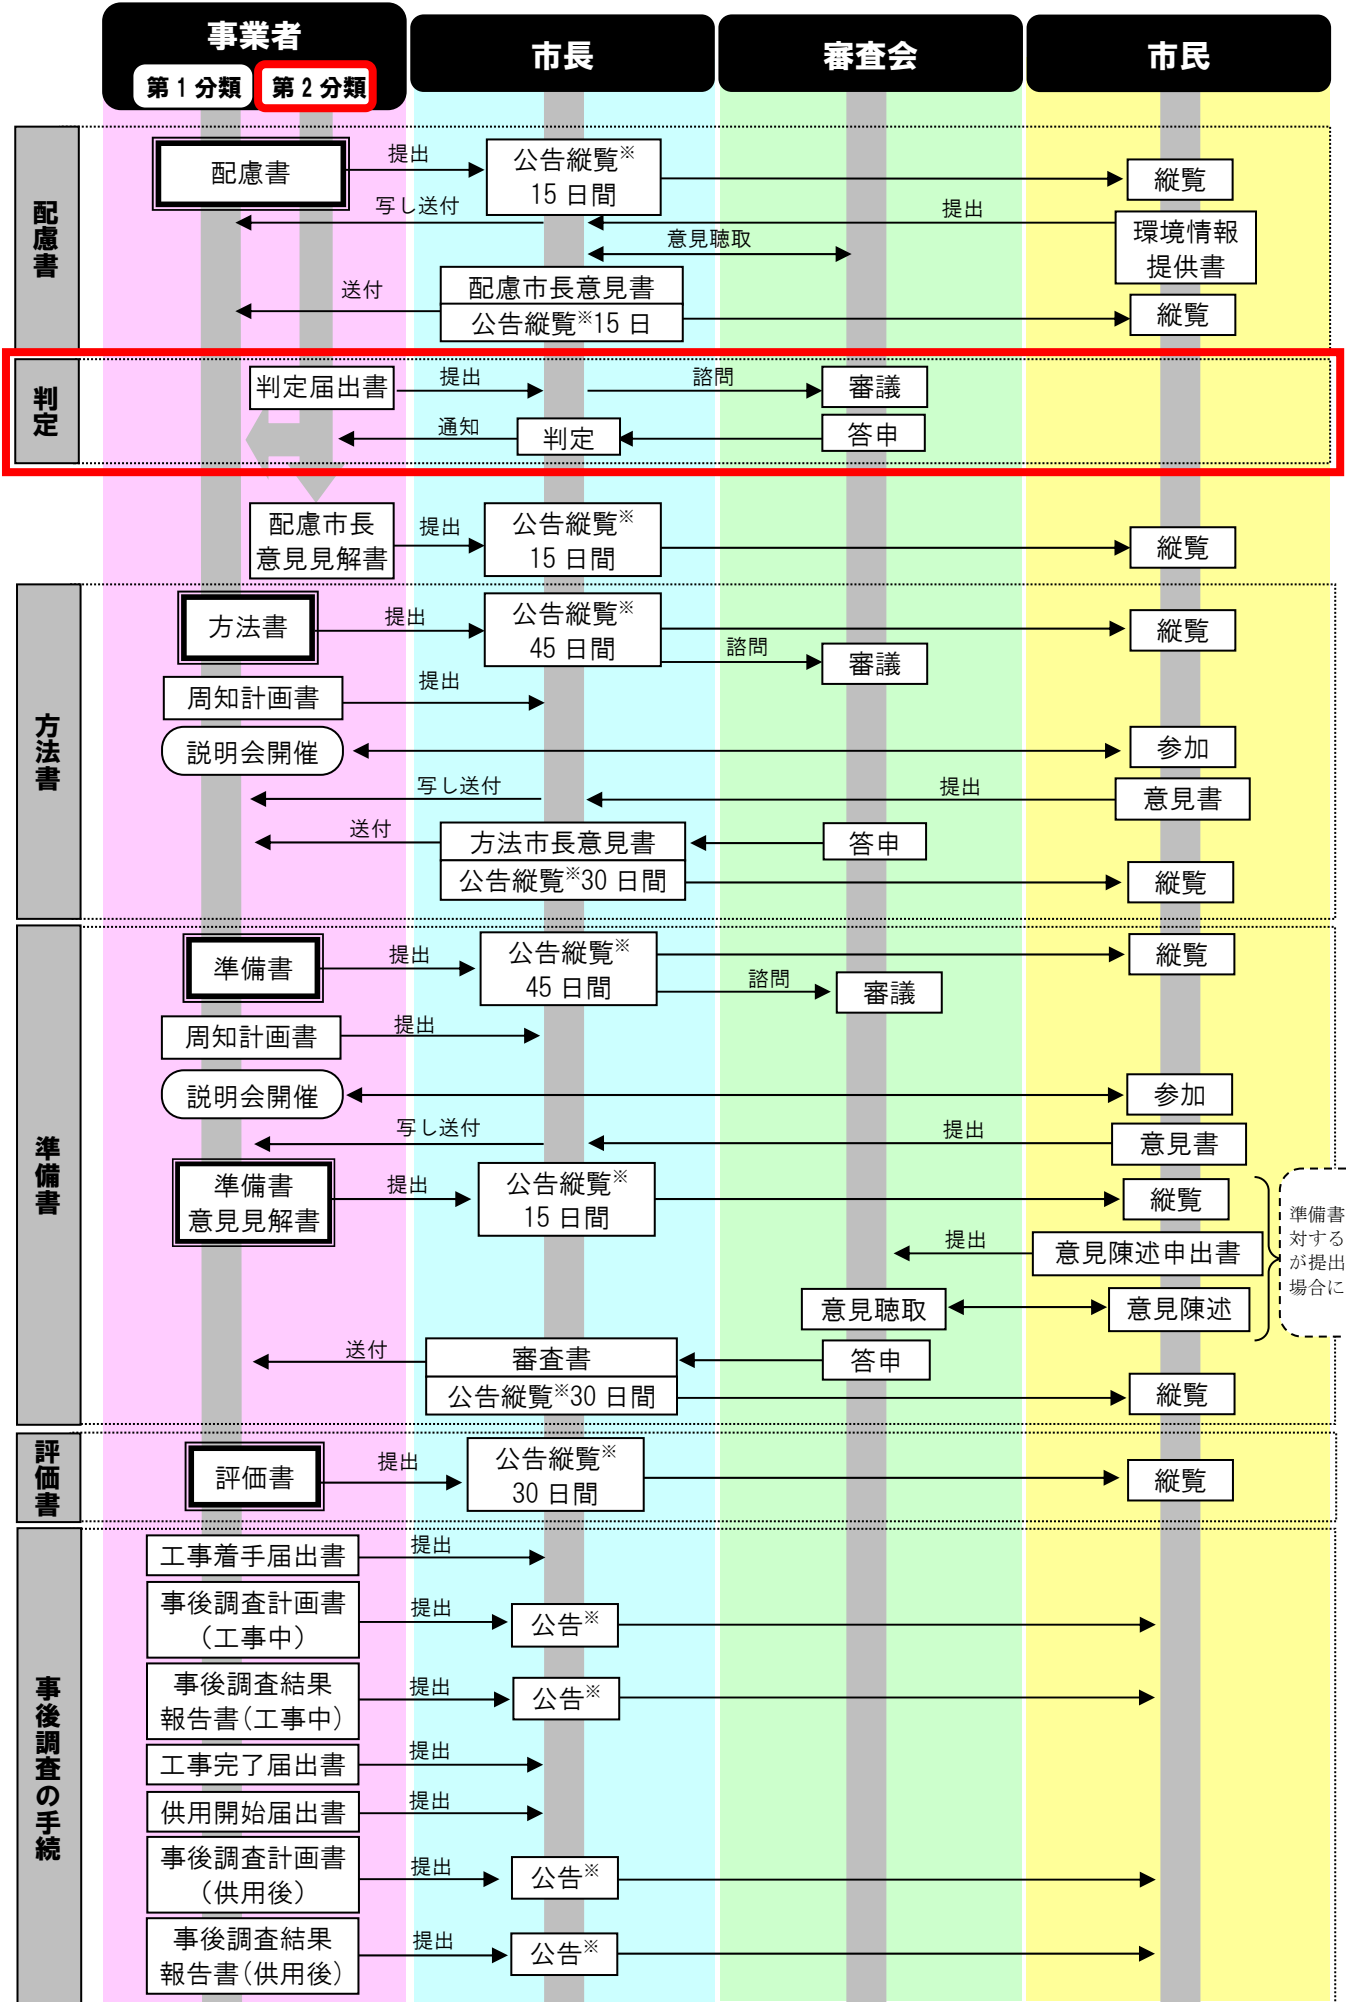 事業者
第1分類
第2分類
市長
審査会
市民
配慮書
配慮書
提出
公告縦覧※
15日間
縦覧
写し送付
提出
環境情報
提供書
意見聴取
送付
配慮市長意見書
公告縦覧※15日
縦覧
判定
判定届出書
提出
諮問
審議
通知
判定
答申
配慮市長
意見見解書
提出
公告縦覧※
15日間
縦覧
方法書
方法書
提出
公告縦覧※
45日間
縦覧
諮問
審議
周知計画書
提出
説明会開催
参加
写し送付
提出
意見書
送付
方法市長意見書
答申
公告縦覧※30日間
縦覧
準備書
準備書
提出
公告縦覧※
45日間
縦覧
諮問
審議
周知計画書
提出
説明会開催
参加
写し送付
提出
意見書
準備書
意見見解書
提出
公告縦覧※
15日間
縦覧
提出
意見陳述申出書
意見聴取
意見陳述
準備書
対する
が提出
場合に
送付
審査書
答申
公告縦覧※30日間
縦覧
評価書
評価書
提出
公告縦覧※
30日間
縦覧
事後調査の手続
工事着手届出書
提出
事後調査計画書
(工事中)
提出
公告※
事後調査結果
報告書(工事中)
提出
公告※
工事完了届出書
提出
供用開始届出書
提出
事後調査計画書
(供用後)
提出
公告※
事後調査結果
報告書(供用後)
提出
公告※